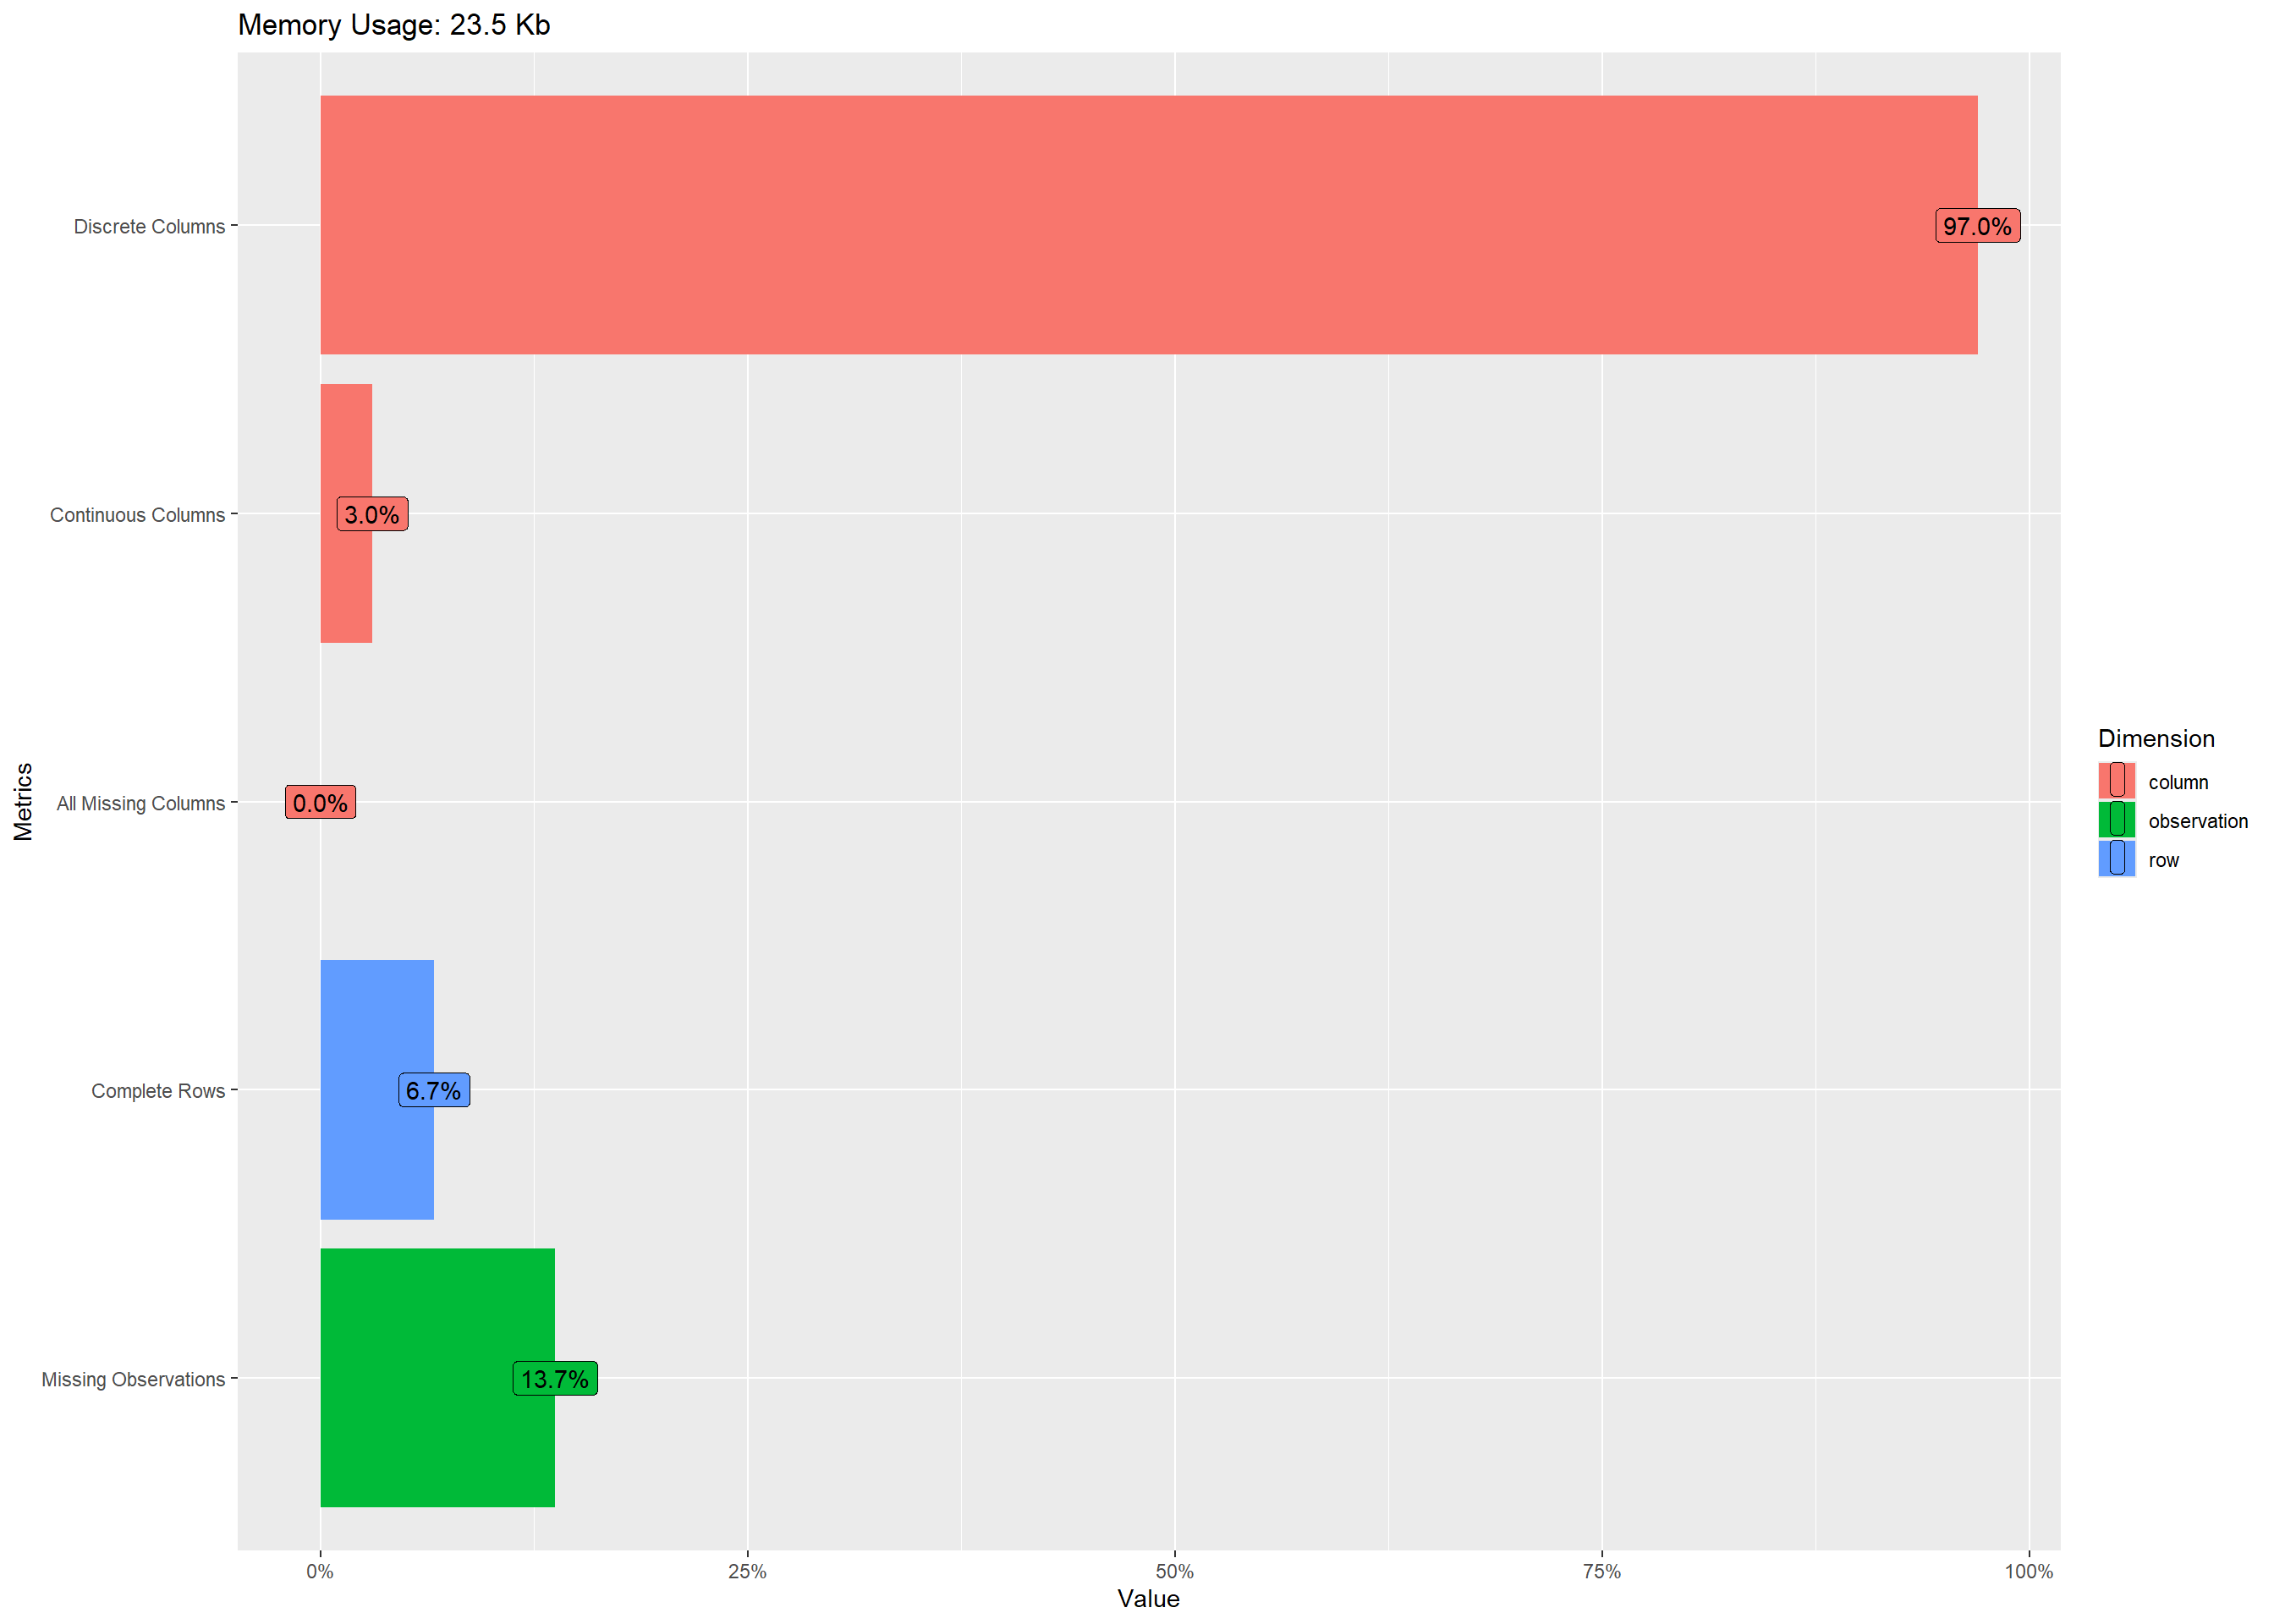 Memory Usage: 23.5 Kb
Metrics
Discrete Columns
97.0%
Continuous Columns
3.0%
All Missing Columns
0.0%
Complete Rows
6.7%
Missing Observations
13.7%
0%
25%
50%
75%
100%
Value
Dimension
column
observation
row